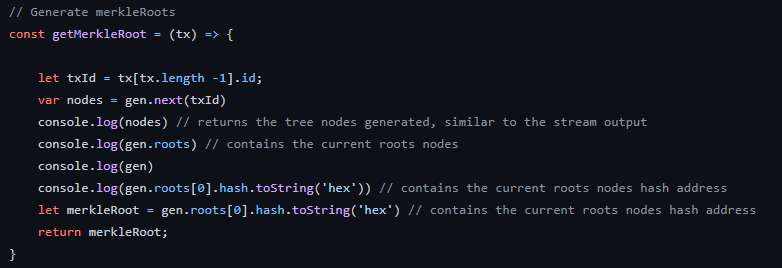 // Generate merkleRoots
const getMerkleRoot = (tx) => {
let txId = tx[tx.length -1].id;
var nodes = gen.next(txId)
console.log(nodes) // returns the tree nodes generated, similar to the stream output
console.log(gen.roots) // contains the current roots nodes
console.log(gen)
console.log(gen.roots[0].hash.toString('hex')) // contains the current roots nodes hash address
let merkleRoot = gen.roots[0].hash.toString('hex') // contains the current roots nodes hash address
return merkleRoot;
}